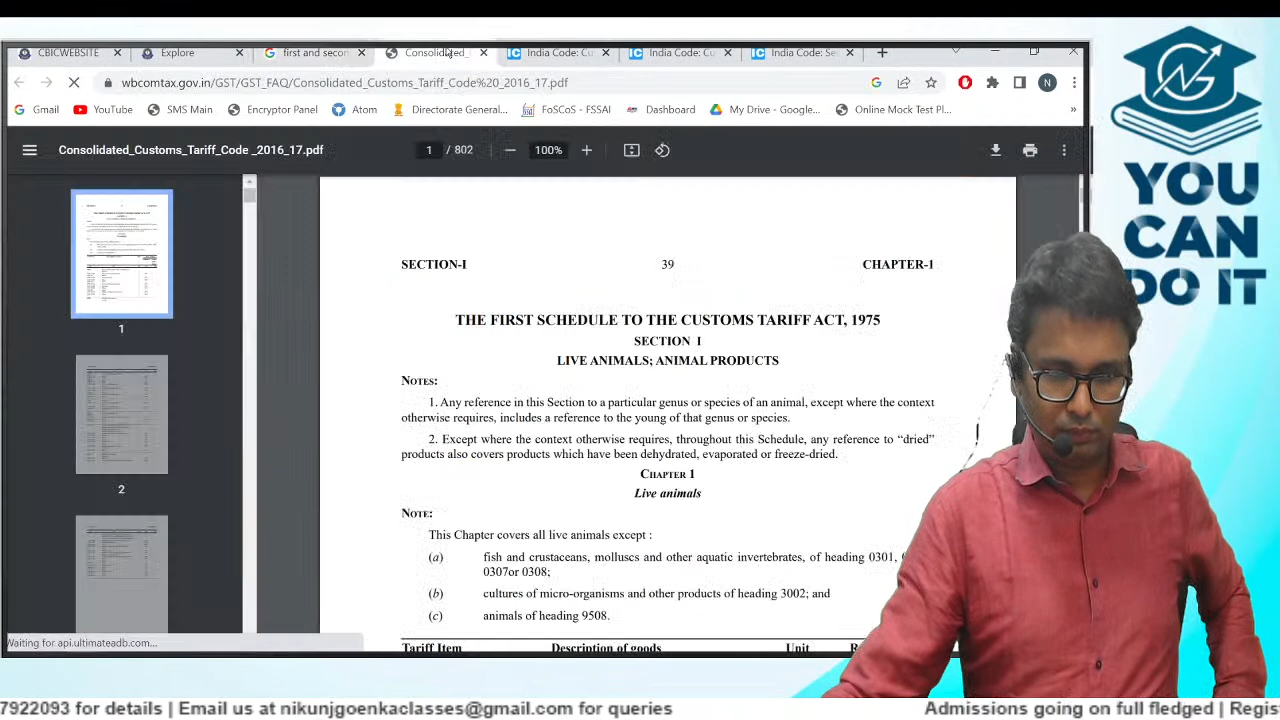 CBICWEBSITE
Explore
first and secon
Consolidated_
India Code: Cu
India Code: Cu
India Code: Se
wbcomtax.gov.in/GST/GST_FAQ/Consolidated_Customs_Tariff_Code%20_2016_17.pdf
N
Gmail
YouTube
SMS Main
Encryptor Panel
Atom
Directorate Gene
FoSCoS - FSSAI
Dashboard
My Drive - Google...
Online Mock Test Pl...
»
Consolidated_Customs_Tariff_Code _2016_17.pdf
1 / 802
100%
1
2
SECTION-I 39 CHAPTER-1
THE FIRST SCHEDULE TO THE CUSTOMS TARIFF ACT, 1975
SECTION I
LIVE ANIMALS; ANIMAL PRODUCTS
NOTES:
1. Any reference in this Section to a particular genus or species of an animal, except where the context
otherwise requires, includes a reference to the young of that genus or species.
2. Except where the context otherwise requires, throughout this Schedule, any reference to “dried”
products also covers products which have been dehydrated, evaporated or freeze-dried.
CHAPTER 1
Live animals
NOTE:
This Chapter covers all live animals except :
(a) fish and crustaceans, molluscs and other aquatic invertebrates, of heading 0301,
0307or 0308;
(b) cultures of micro-organisms and other products of heading 3002; and
(c) animals of heading 9508.
Tariff Item Description of goods Unit
Waiting for api.ultimateadb.com...
YOU
CAN
DO IT
7922093 for details | Email us at nikunjgoenkaclasses@gmail.com for queries
Admissions going on full fledged | Regis